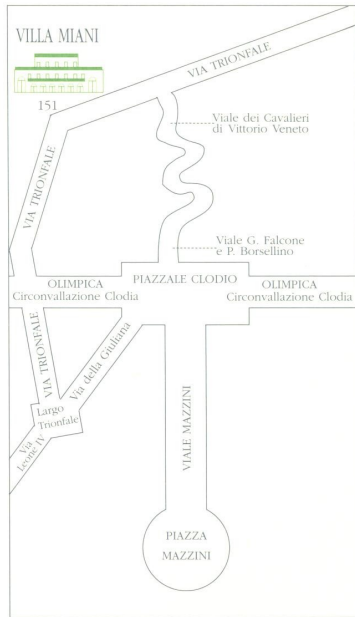 VILLA MIANI
151
VIA TRIONFALE
Viale dei Cavalieri
di Vittorio Veneto
VIA TRIONFALE
Viale G. Falcone
e P. Borsellino
OLIMPICA
Circonvallazione Clodia
PIAZZALE CLODIO
OLIMPICA
Circonvallazione Clodia
VIA TRIONFALE
Via della Giuliana
Largo
Trionfale
Via
Leone IV
VIALE MAZZINI
PIAZZA
MAZZINI